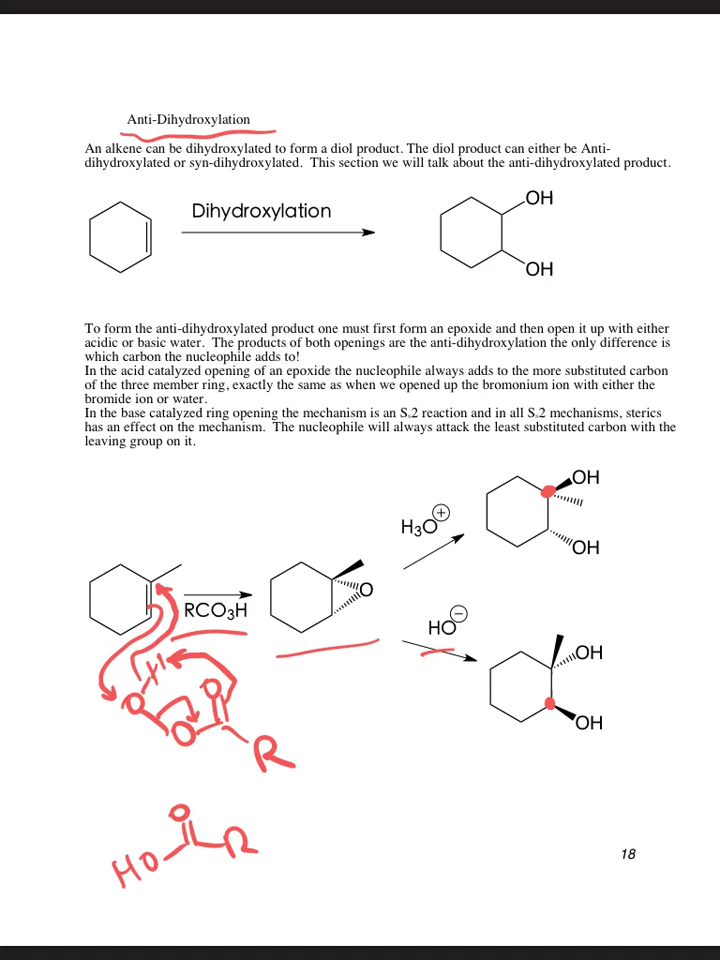 Anti-Dihydroxylation
An alkene can be dihydroxylated to form a diol product. The diol product can either be Anti-
dihydroxylated or syn-dihydroxylated. This section we will talk about the anti-dihydroxylated product.
OH
Dihydroxylation
OH
To form the anti-dihydroxylated product one must first form an epoxide and then open it up with either
acidic or basic water. The products of both openings are the anti-dihydroxylation the only difference is
which carbon the nucleophile adds to!
In the acid catalyzed opening of an epoxide the nucleophile always adds to the more substituted carbon
of the three member ring, exactly the same as when we opened up the bromonium ion with either the
bromide ion or water.
In the base catalyzed ring opening the mechanism is an SN2 reaction and in all SN2 mechanisms, sterics
has an effect on the mechanism. The nucleophile will always attack the least substituted carbon with the
leaving group on it.
OH
H3O+
OH
O
RCO3H
HO−
OH
OH
H
O
O
O
R
O
HO
R
18